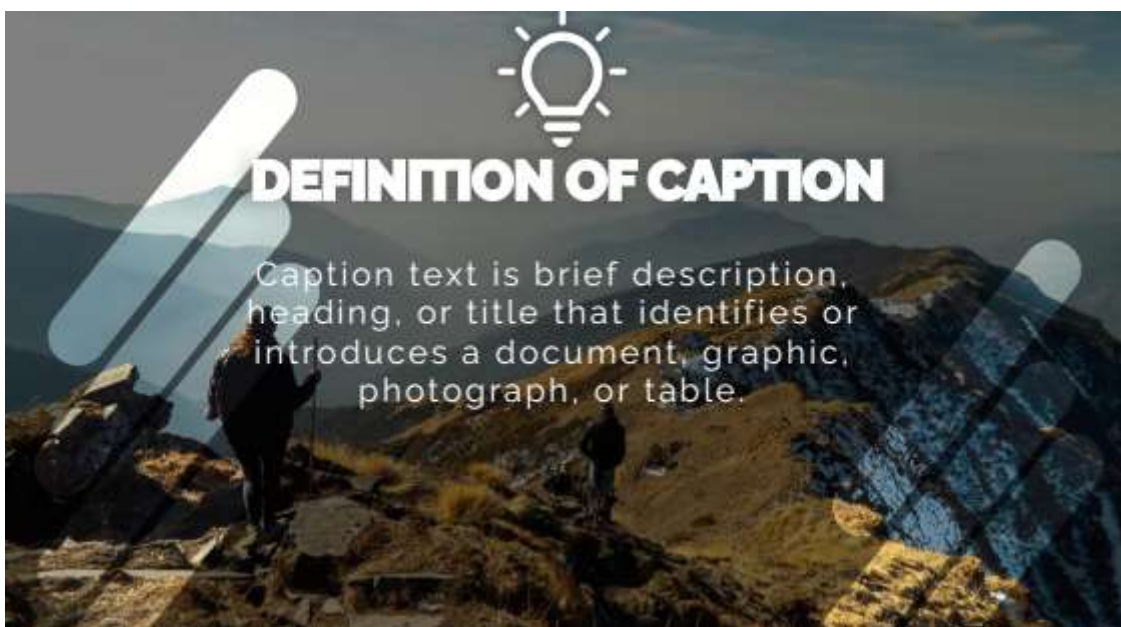 DEFINITION OF CAPTION
Caption text is brief description,
heading, or title that identifies or
introduces a document, graphic,
photograph, or table.